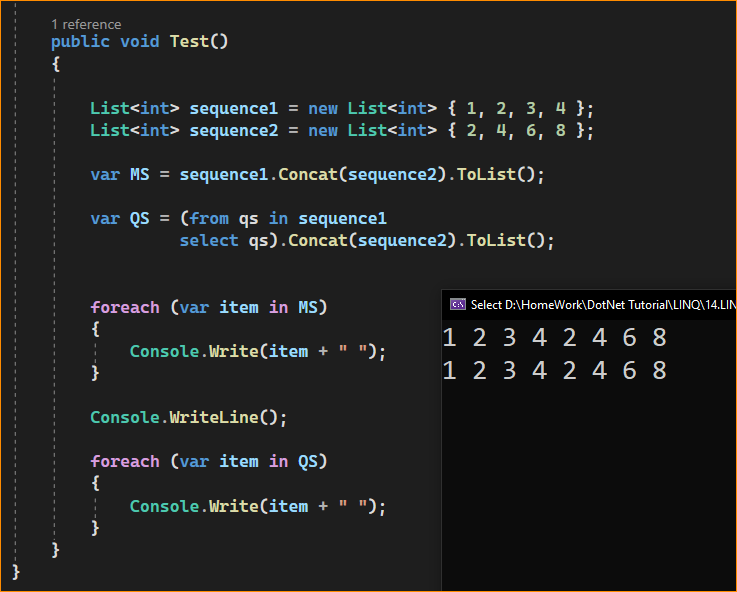 1 reference
public void Test()
{
List<int> sequence1 = new List<int> { 1, 2, 3, 4 };
List<int> sequence2 = new List<int> { 2, 4, 6, 8 };
var MS = sequence1.Concat(sequence2).ToList();
var QS = (from qs in sequence1
select qs).Concat(sequence2).ToList();
foreach (var item in MS)
{
Console.Write(item + " ");
}
Console.WriteLine();
foreach (var item in QS)
{
Console.Write(item + " ");
}
}
}
C:\ Select D:\HomeWork\DotNet Tutorial\LINQ\14.LIN
1 2 3 4 2 4 6 8
1 2 3 4 2 4 6 8